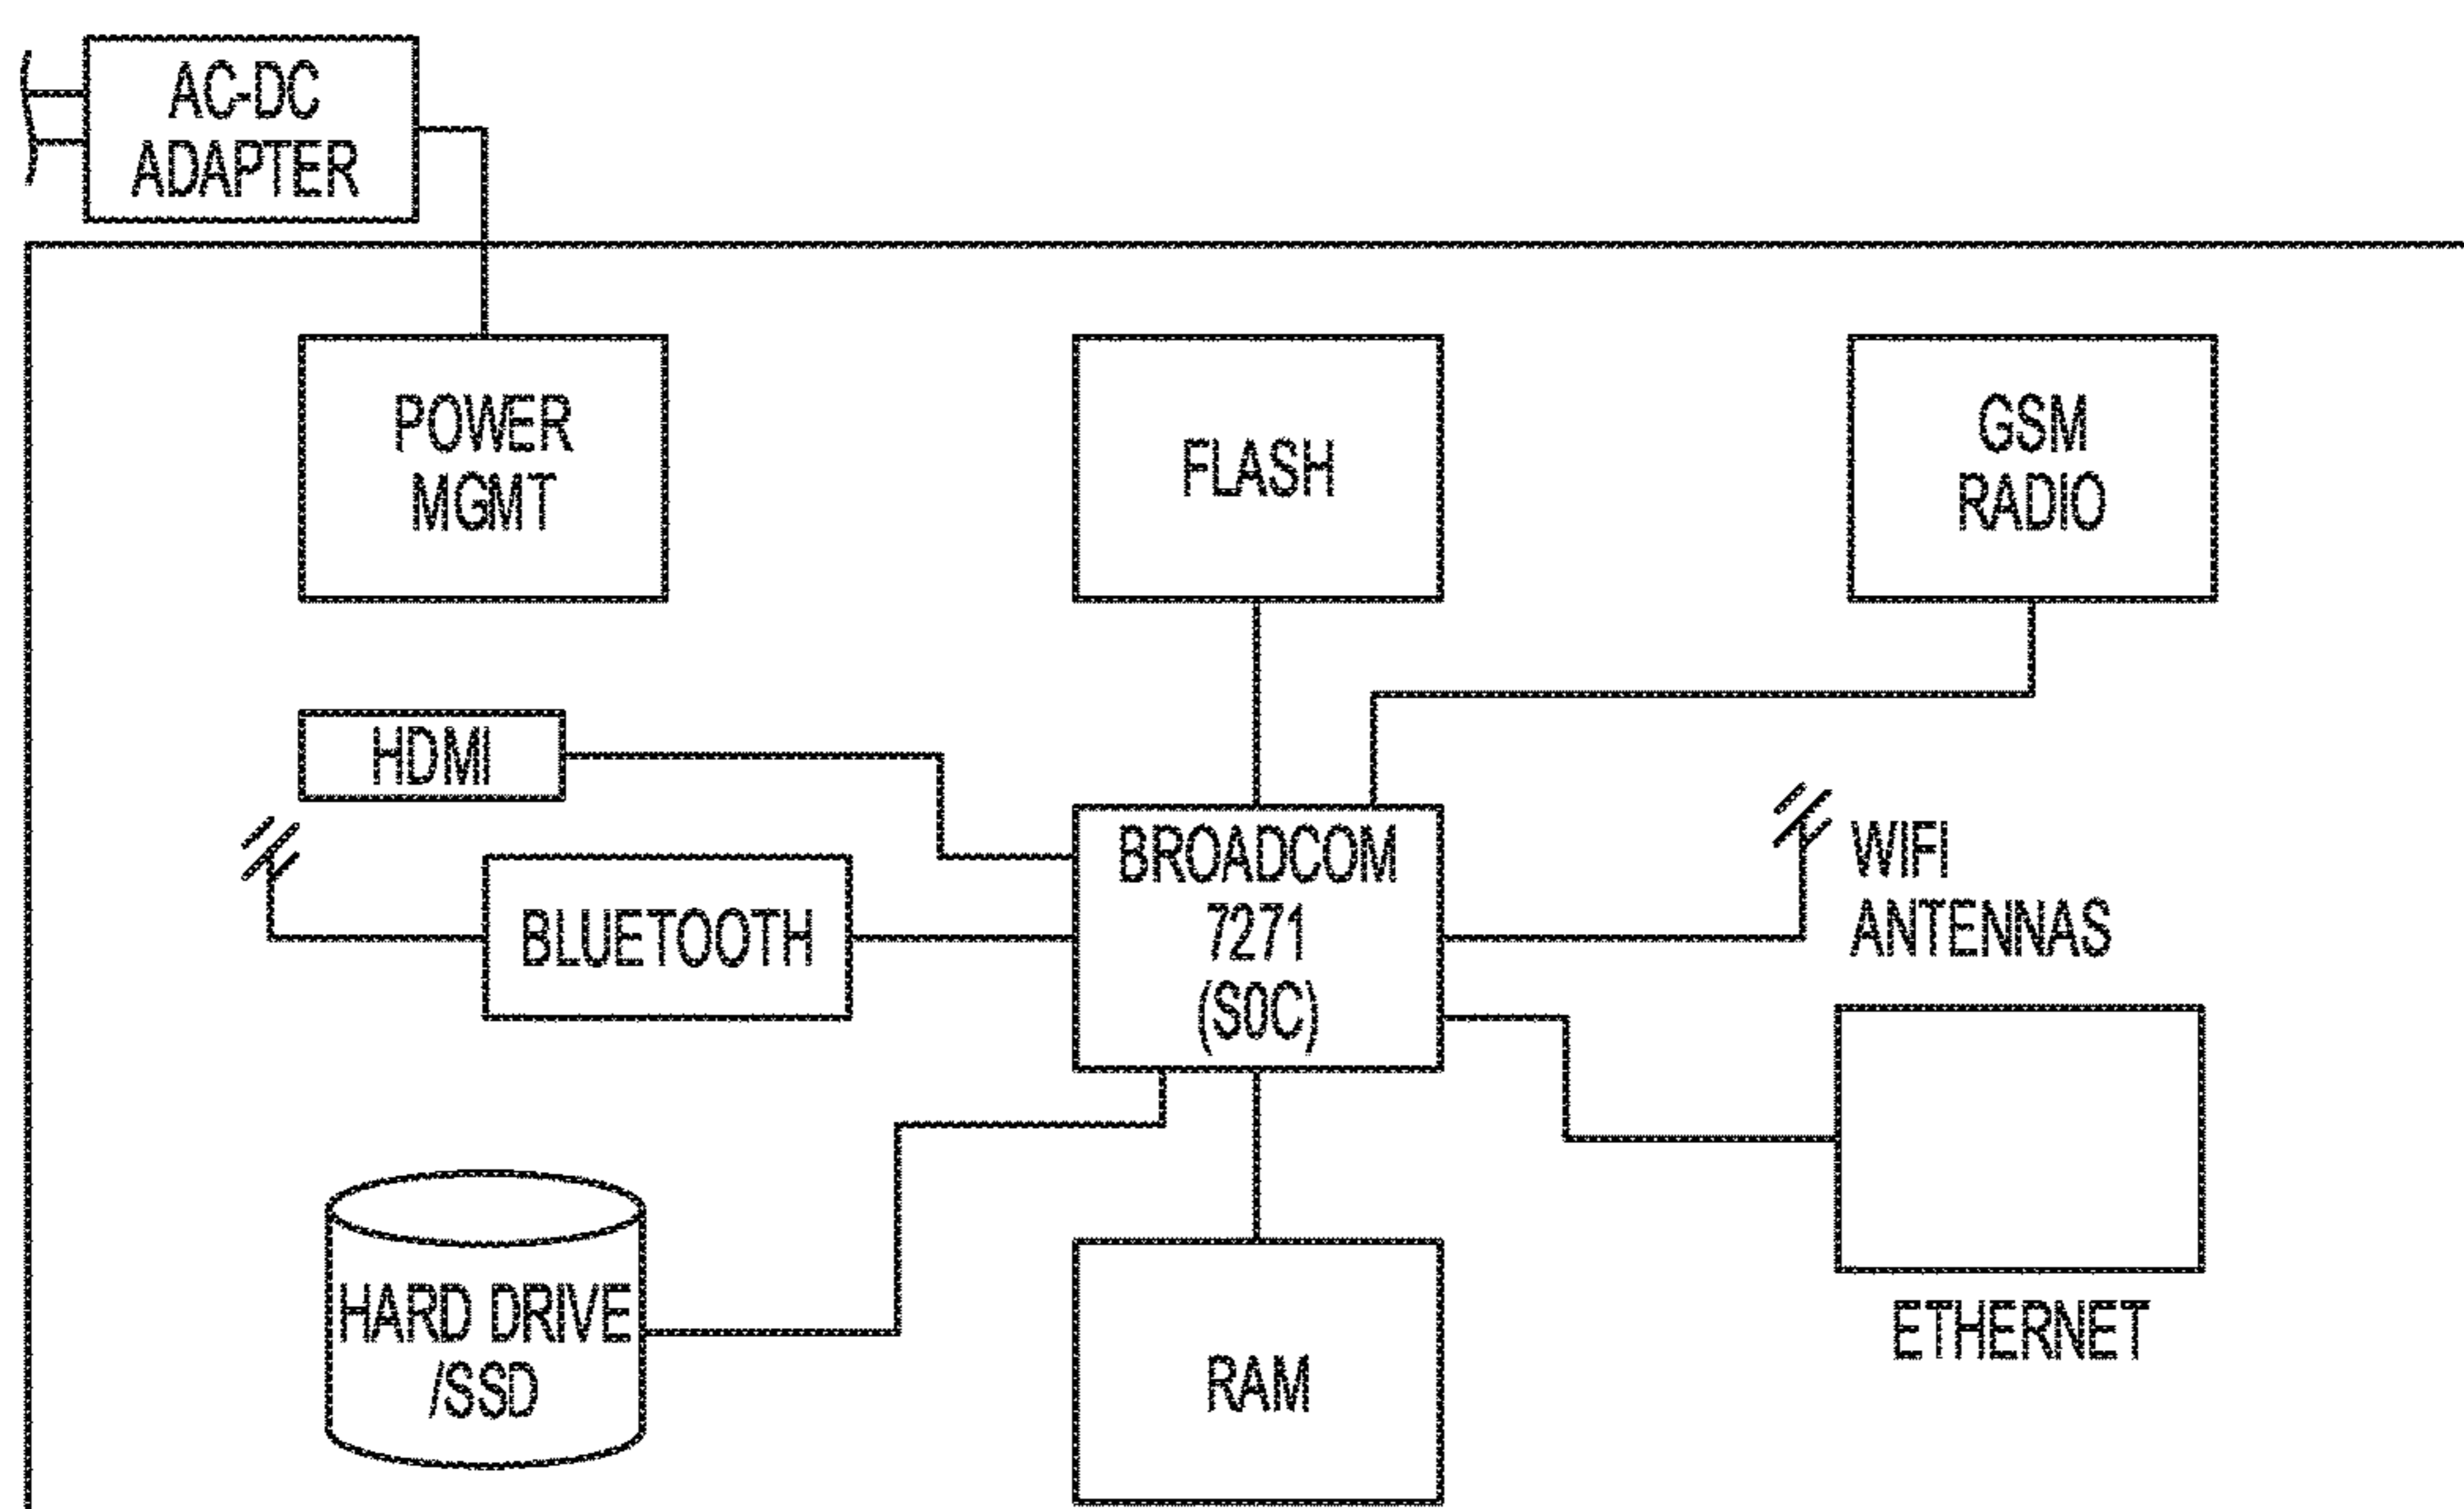 AC-DC
ADAPTER
POWER
MGMT
FLASH
GSM
RADIO
HDMI
BLUETOOTH
BROADCOM
7271
(S0C)
WIFI
ANTENNAS
HARD DRIVE
/SSD
RAM
ETHERNET